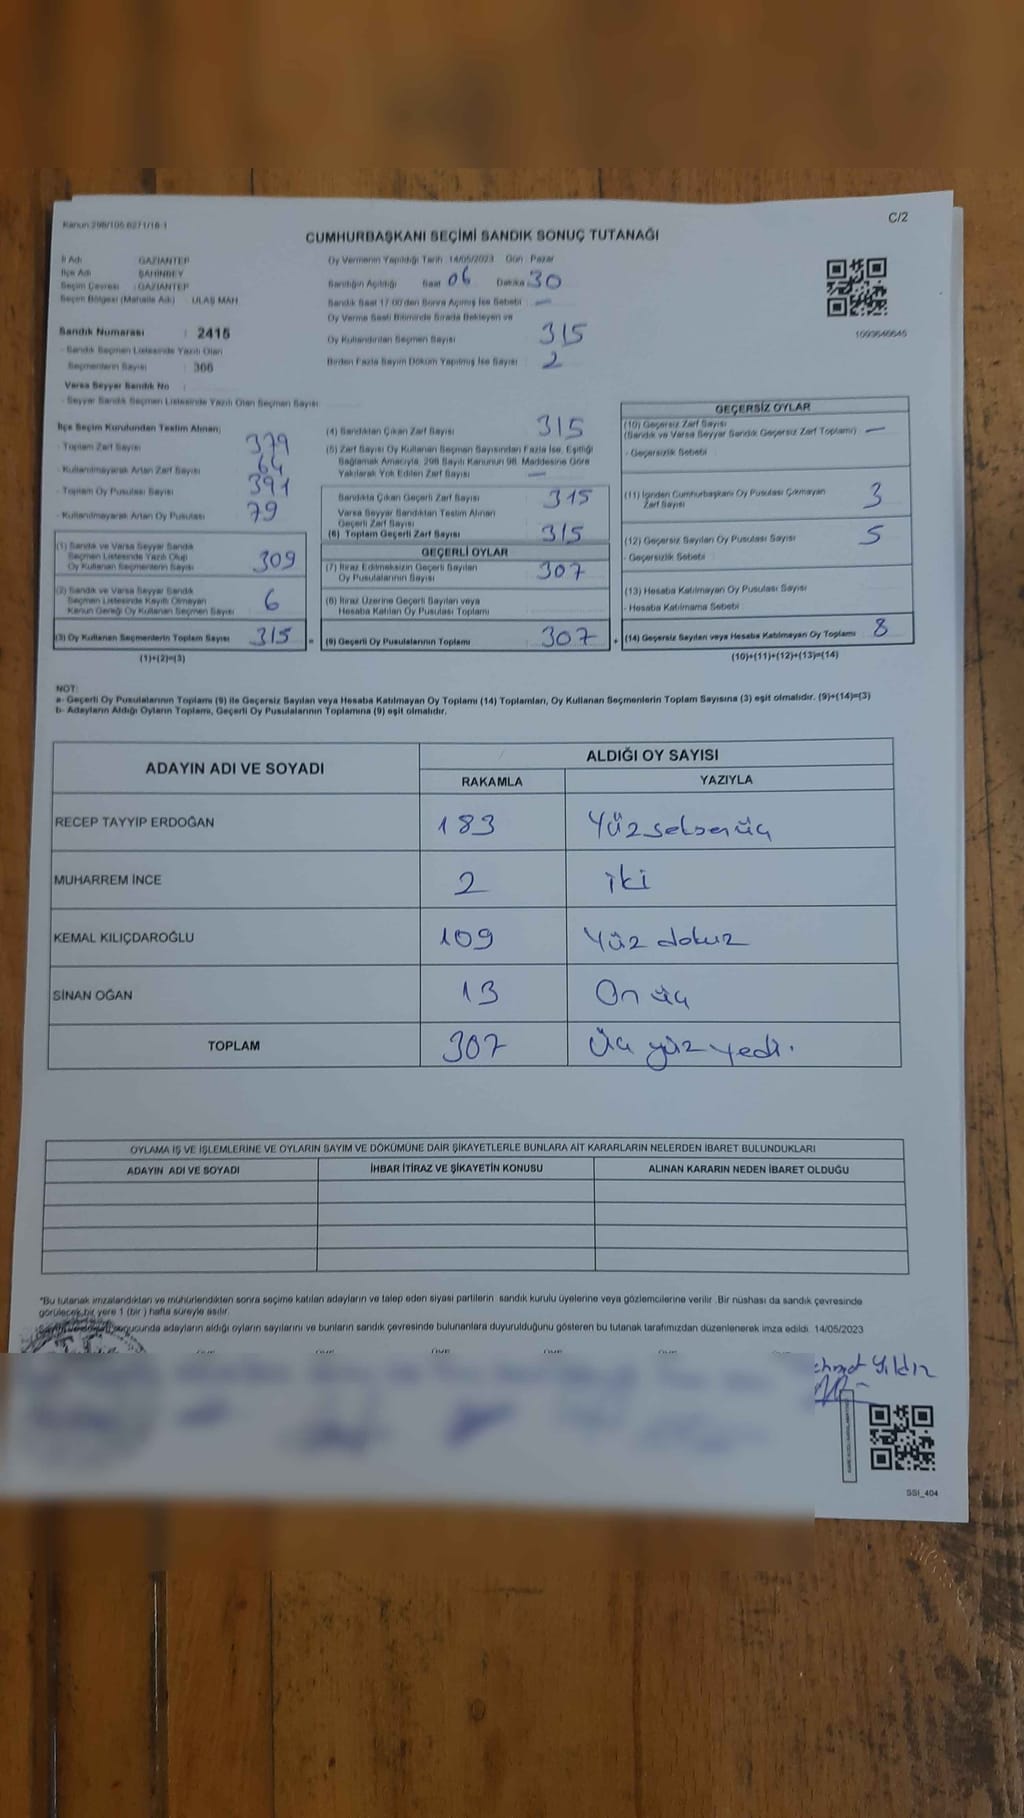 Kanun:298/105-6271/18-1
C/2
CUMHURBAŞKANI SEÇİMİ SANDIK SONUÇ TUTANAĞI
İl Adı : GAZİANTEP
İlçe Adı : ŞAHİNBEY
Seçim Çevresi : GAZİANTEP
Seçim Bölgesi (Mahalle Adı) : ULAŞ MAH
Sandık Numarası : 2415
- Sandık Seçmen Listesinde Yazılı Olan
Seçmenlerin Sayısı : 366
Varsa Seyyar Sandık No :
- Seyyar Sandık Seçmen Listesinde Yazılı Olan Seçmen Sayısı
Oy Vermenin Yapıldığı Tarih :14/05/2023 Gün : Pazar
Sandığın Açıldığı Saat 06 Dakika 30
Sandık Saat 17:00'den Sonra Açılmış İse Sebebi : —
Oy Verme Saati Bitiminde Sırada Bekleyen ve
Oy Kullandırılan Seçmen Sayısı 315
Birden Fazla Sayım Döküm Yapılmış İse Sayısı : 2
İlçe Seçim Kurulundan Teslim Alınan;
- Toplam Zarf Sayısı 379
- Kullanılmayarak Artan Zarf Sayısı 64
- Toplam Oy Pusulası Sayısı 391
- Kullanılmayarak Artan Oy Pusulası 79
(1) Sandık ve Varsa Seyyar Sandık
Seçmen Listesinde Yazılı Olup
Oy Kullanan Seçmenlerin Sayısı 309
(2) Sandık ve Varsa Seyyar Sandık
Seçmen Listesinde Kayıtlı Olmayan
Kanun Gereği Oy Kullanan Seçmen Sayısı 6
(3) Oy Kullanan Seçmenlerin Toplam Sayısı 315 =
(1)+(2)=(3)
(4) Sandıktan Çıkan Zarf Sayısı 315
(5) Zarf Sayısı Oy Kullanan Seçmen Sayısından Fazla İse, Eşitliği
Sağlamak Amacıyla, 298 Sayılı Kanunun 98. Maddesine Göre
Yakılarak Yok Edilen Zarf Sayısı —
Sandıkta Çıkan Geçerli Zarf Sayısı 315
Varsa Seyyar Sandıktan Teslim Alınan
Geçerli Zarf Sayısı
(6) Toplam Geçerli Zarf Sayısı 315
GEÇERLİ OYLAR
(7) İtiraz Edilmeksizin Geçerli Sayılan
Oy Pusulalarının Sayısı 307
(8) İtiraz Üzerine Geçerli Sayılan veya
Hesaba Katılan Oy Pusulası Toplamı
(9) Geçerli Oy Pusulalarının Toplamı 307 +
GEÇERSİZ OYLAR
(10) Geçersiz Zarf Sayısı
(Sandık ve Varsa Seyyar Sandık Geçersiz Zarf Toplamı) —
- Geçersizlik Sebebi
(11) İçinden Cumhurbaşkanı Oy Pusulası Çıkmayan
Zarf Sayısı 3
(12) Geçersiz Sayılan Oy Pusulası Sayısı 5
- Geçersizlik Sebebi
(13) Hesaba Katılmayan Oy Pusulası Sayısı
- Hesaba Katılmama Sebebi
(14) Geçersiz Sayılan veya Hesaba Katılmayan Oy Toplamı 8
(10)+(11)+(12)+(13)=(14)
NOT:
a- Geçerli Oy Pusulalarının Toplamı (9) ile Geçersiz Sayılan veya Hesaba Katılmayan Oy Toplamı (14) Toplamları, Oy Kullanan Seçmenlerin Toplam Sayısına (3) eşit olmalıdır. (9)+(14)=(3)
b- Adayların Aldığı Oyların Toplamı, Geçerli Oy Pusulalarının Toplamına (9) eşit olmalıdır.
ADAYIN ADI VE SOYADI ALDIĞI OY SAYISI
RAKAMLA YAZIYLA
RECEP TAYYİP ERDOĞAN 183 Yüzseksenüç
MUHARREM İNCE 2 iki
KEMAL KILIÇDAROĞLU 109 Yüz dokuz
SİNAN OĞAN 13 On üç
TOPLAM 307 Üç yüz yedi.
OYLAMA İŞ VE İŞLEMLERİNE VE OYLARIN SAYIM VE DÖKÜMÜNE DAİR ŞİKAYETLERLE BUNLARA AİT KARARLARIN NELERDEN İBARET BULUNDUKLARI
ADAYIN ADI VE SOYADI İHBAR İTİRAZ VE ŞİKAYETİN KONUSU ALINAN KARARIN NEDEN İBARET OLDUĞU
*Bu tutanak imzalandıktan ve mühürlendikten sonra seçime katılan adayların ve talep eden siyasi partilerin sandık kurulu üyelerine veya gözlemcilerine verilir .Bir nüshası da sandık çevresinde
görülecek bir yere 1 (bir ) hafta süreyle asılır.
sonucunda adayların aldığı oyların sayılarını ve bunların sandık çevresinde bulunanlara duyurulduğunu gösteren bu tutanak tarafımızdan düzenlenerek imza edildi. 14/05/2023
Yıldız
SSI_404